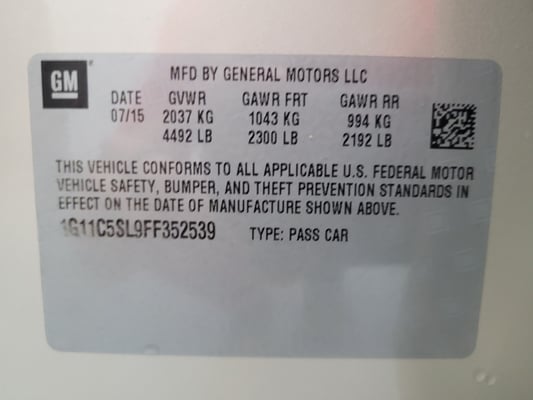 GM
MFD BY GENERAL MOTORS LLC
DATE GVWR GAWR FRT GAWR RR
07/15 2037 KG 1043 KG 994 KG
4492 LB 2300 LB 2192 LB
THIS VEHICLE CONFORMS TO ALL APPLICABLE U.S. FEDERAL MOTOR
VEHICLE SAFETY, BUMPER, AND THEFT PREVENTION STANDARDS IN
EFFECT ON THE DATE OF MANUFACTURE SHOWN ABOVE.
1G11C5SL9FF352539 TYPE: PASS CAR